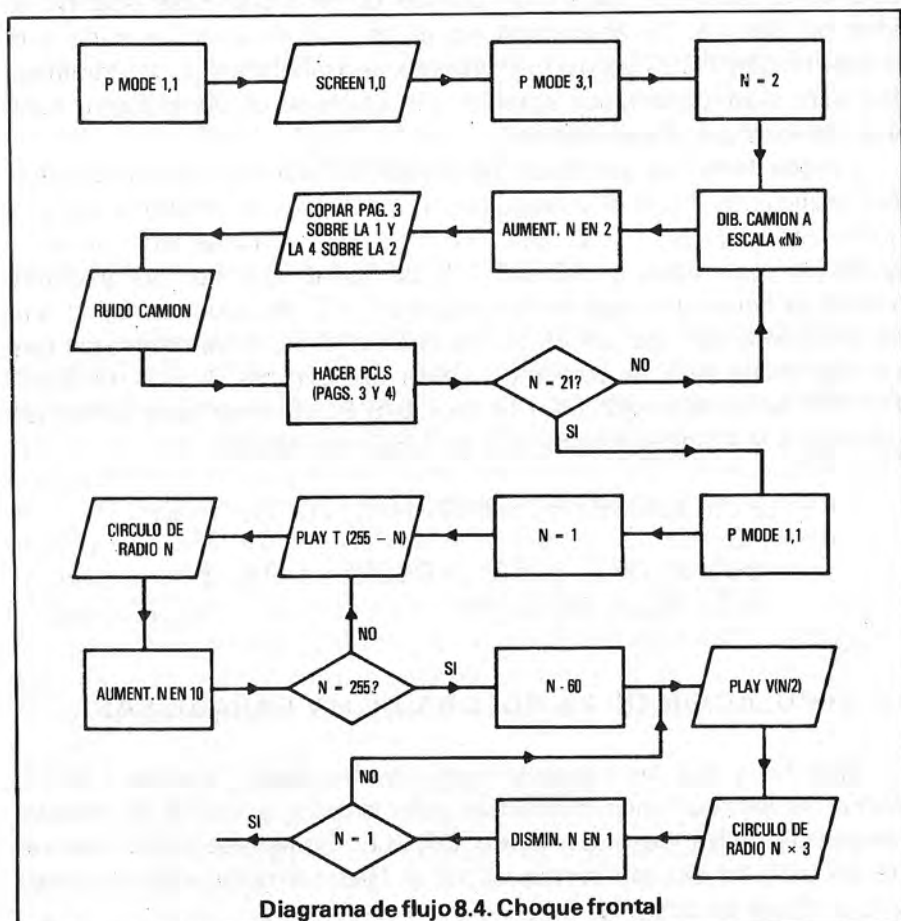 P MODE 1,1
SCREEN 1,0
P MODE 3,1
N = 2
COPIAR PAG. 3
SOBRE LA 1 Y
LA 4 SOBRE LA 2
AUMENT. N EN 2
DIB. CAMION A
ESCALA «N»
RUIDO CAMION
HACER PCLS
(PAGS. 3 Y 4)
N = 21?
NO
SI
CIRCULO DE
RADIO N
PLAY T (255 – N)
N = 1
P MODE 1,1
NO
AUMENT. N EN 10
N = 255?
SI
N - 60
PLAY V(N/2)
NO
SI
N - 1
DISMIN. N EN 1
CIRCULO DE
RADIO N × 3
Diagrama de flujo 8.4. Choque frontal